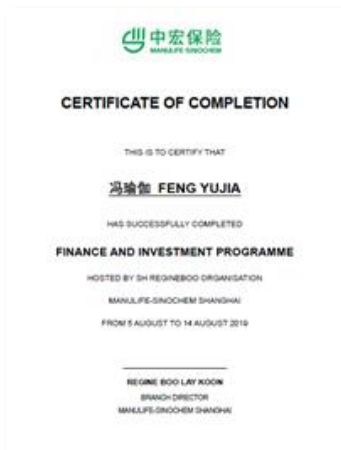 中宏保险
MANULIFE-SINOCHEM
CERTIFICATE OF COMPLETION
THIS IS TO CERTIFY THAT
冯瑜伽 FENG YUJIA
HAS SUCCESSFULLY COMPLETED
FINANCE AND INVESTMENT PROGRAMME
HOSTED BY SH REGINEBOO ORGANISATION
MANULIFE-SINOCHEM SHANGHAI
FROM 5 AUGUST TO 14 AUGUST 2019
REGINE BOO LAY KOON
BRANCH DIRECTOR
MANULIFE-SINOCHEM SHANGHAI